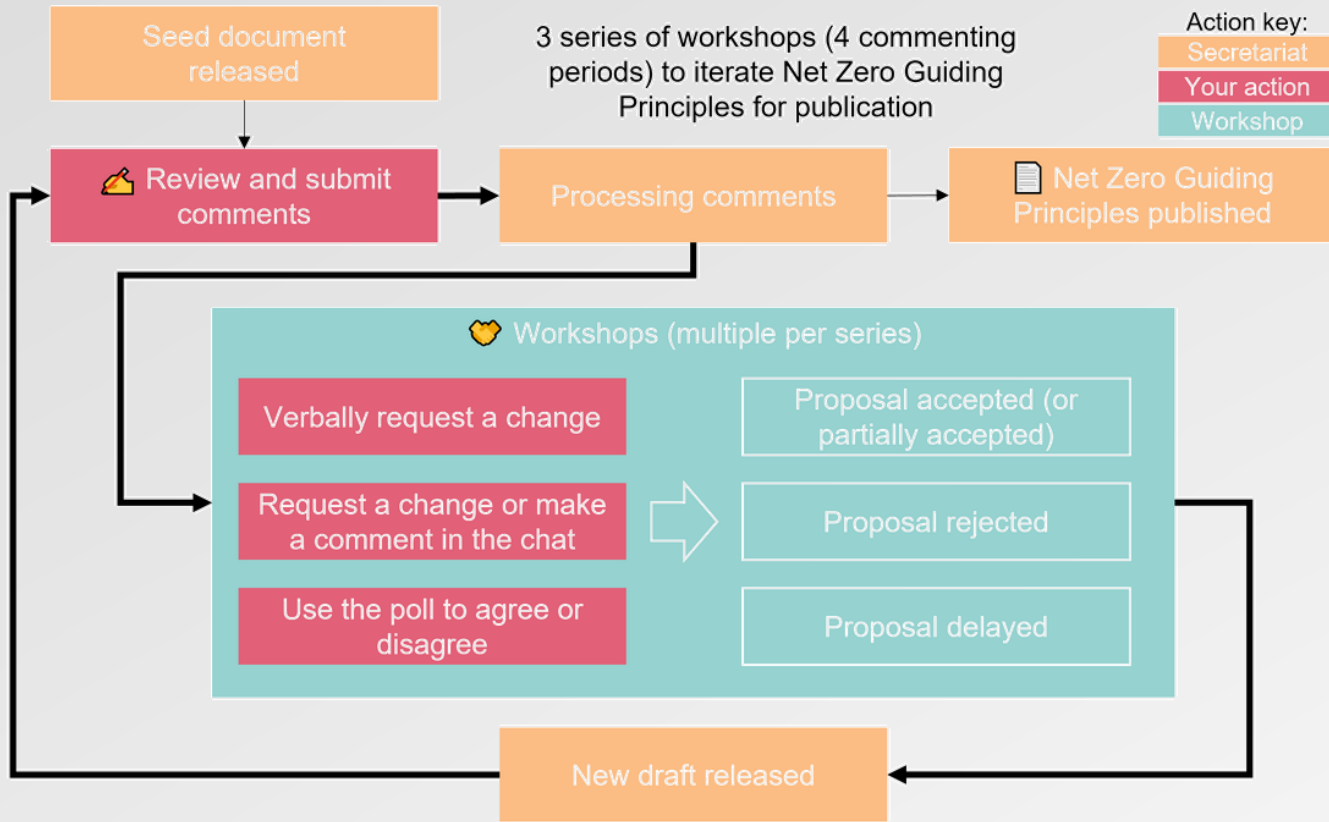 Seed document
released
3 series of workshops (4 commenting
periods) to iterate Net Zero Guiding
Principles for publication
Action key:
Secretariat
Your action
Workshop
Review and submit
comments
Processing comments
Net Zero Guiding
Principles published
Workshops (multiple per series)
Verbally request a change
Proposal accepted (or
partially accepted)
Request a change or make
a comment in the chat
Proposal rejected
Use the poll to agree or
disagree
Proposal delayed
New draft released